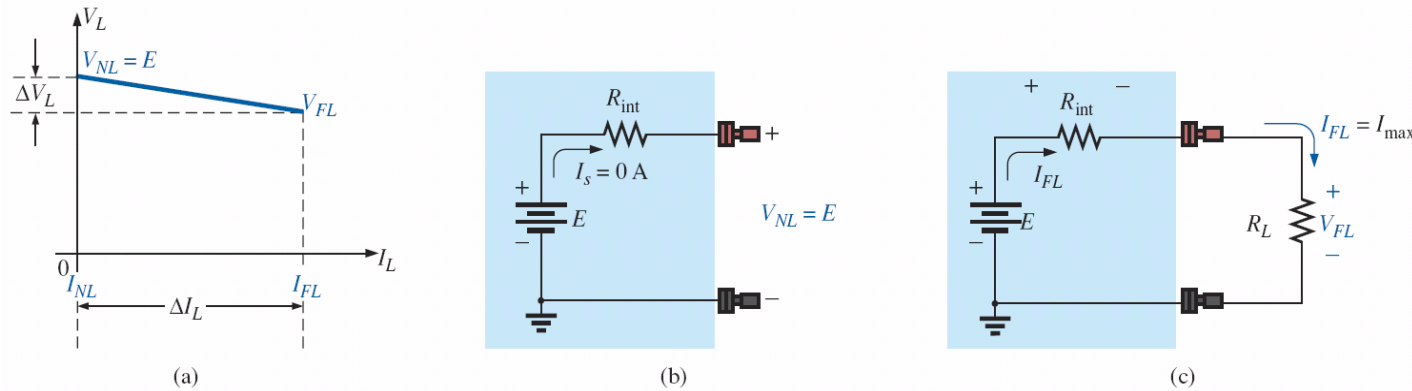 V_L
V_NL = E
ΔV_L
V_FL
0
I_L
I_NL
ΔI_L
I_FL
(a)
R_int
+
I_s = 0 A
+
E
V_NL = E
−
−
(b)
+ −
R_int
I_FL = I_max
I_FL
+
+
E
R_L
V_FL
−
−
(c)